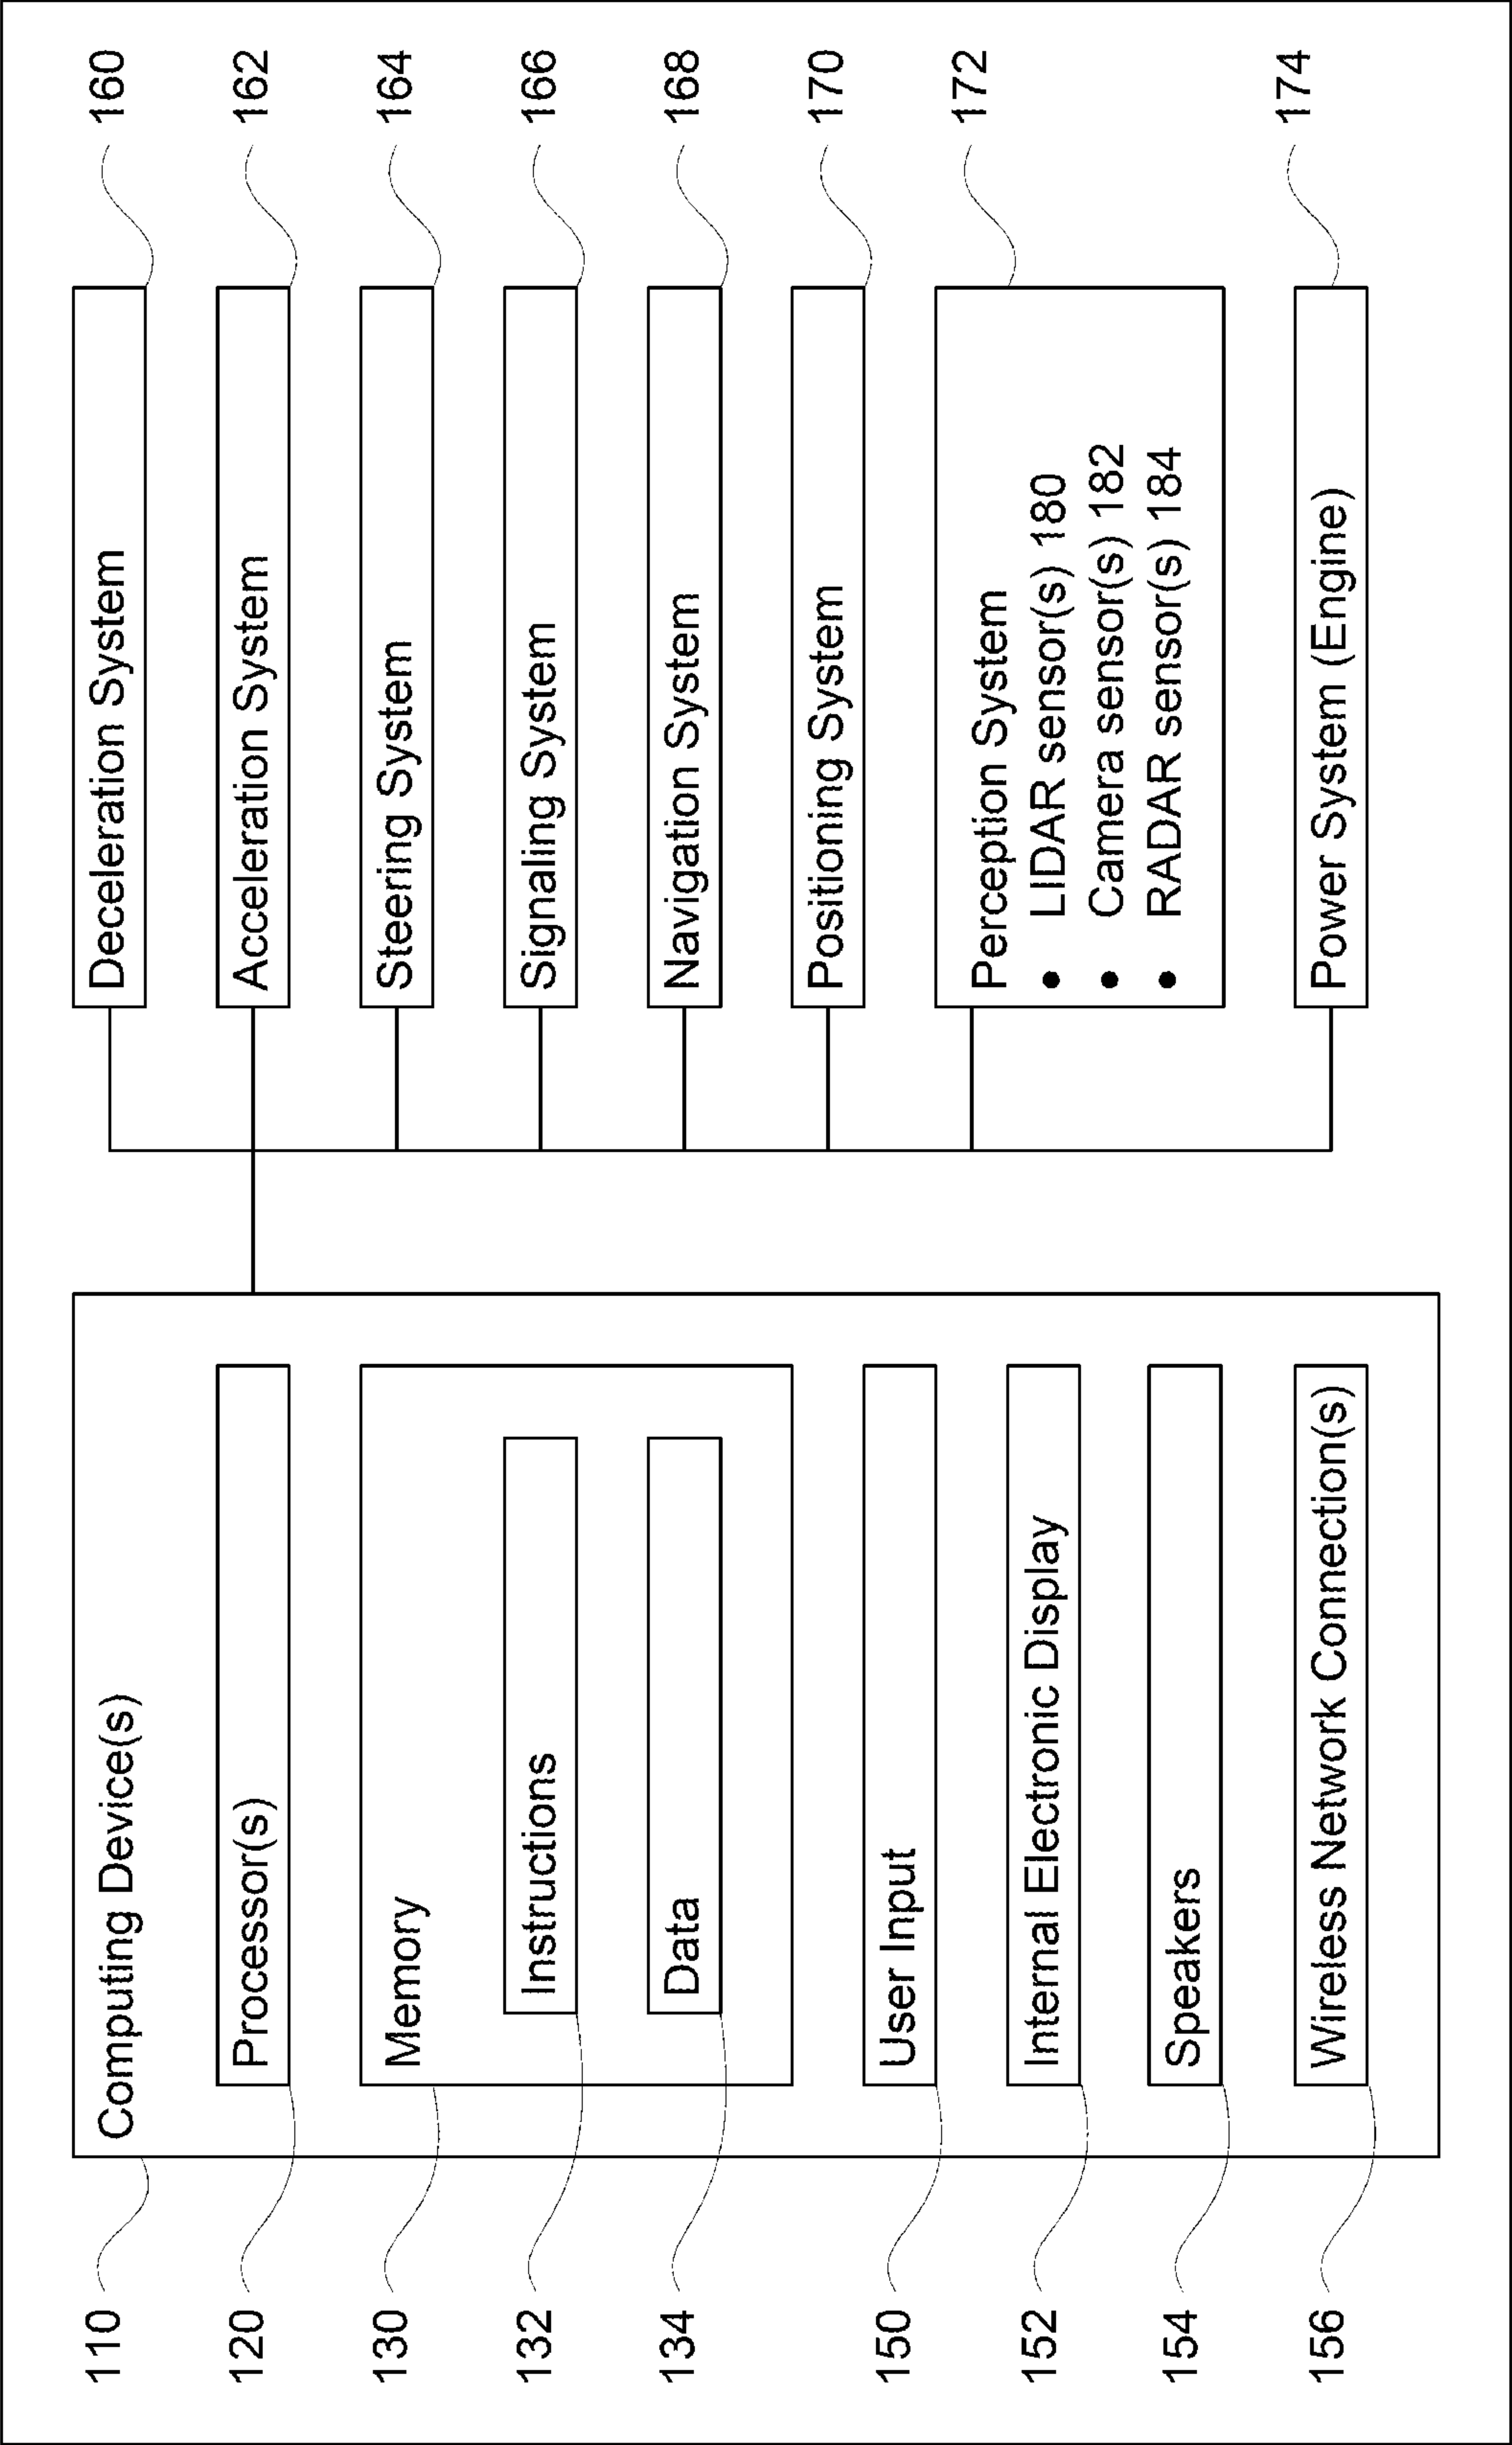 Computing Device(s)
110
Processor(s)
120
Memory
130
Instructions
132
Data
134
User Input
150
Internal Electronic Display
152
Speakers
154
Wireless Network Connection(s)
156
Deceleration System
160
Acceleration System
162
Steering System
164
Signaling System
166
Navigation System
168
Positioning System
170
Perception System
172
• LIDAR sensor(s) 180
• Camera sensor(s) 182
• RADAR sensor(s) 184
Power System (Engine)
174